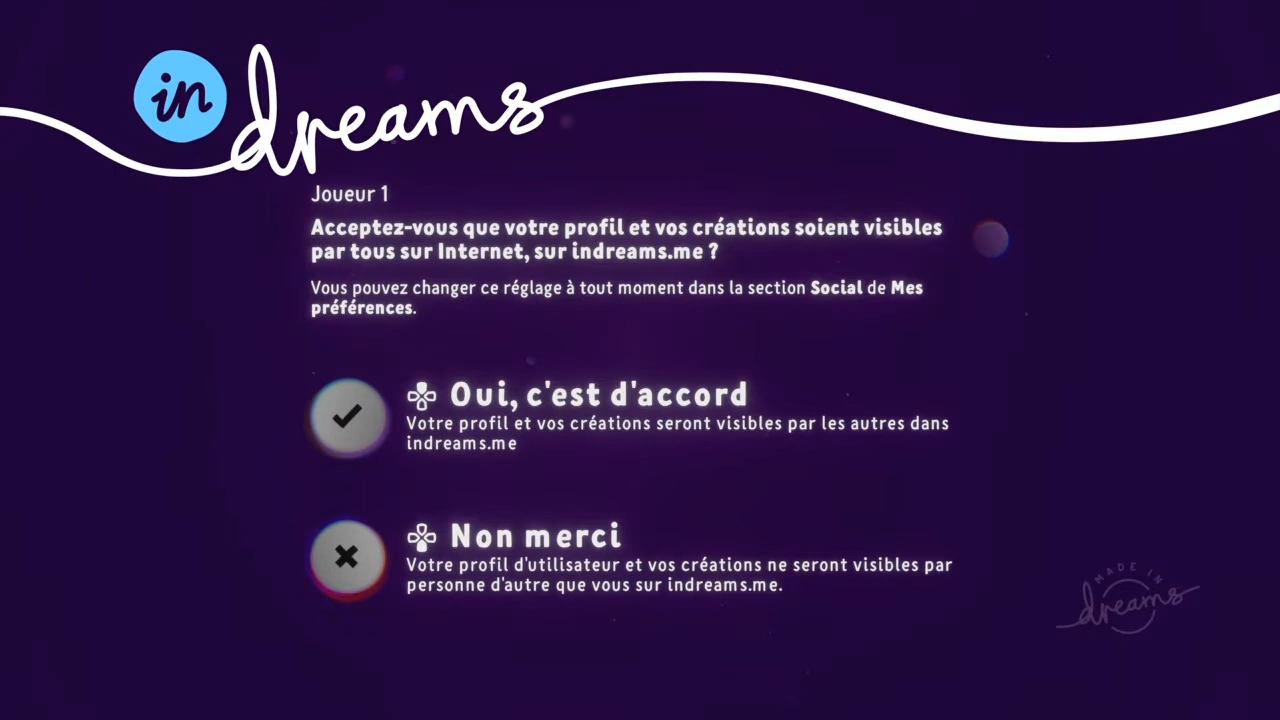 in dreams
Joueur 1
Acceptez-vous que votre profil et vos créations soient visibles
par tous sur Internet, sur indreams.me ?
Vous pouvez changer ce réglage à tout moment dans la section Social de Mes
préférences.
Oui, c'est d'accord
Votre profil et vos créations seront visibles par les autres dans
indreams.me
Non merci
Votre profil d'utilisateur et vos créations ne seront visibles par
personne d'autre que vous sur indreams.me.
MADE IN
dreams